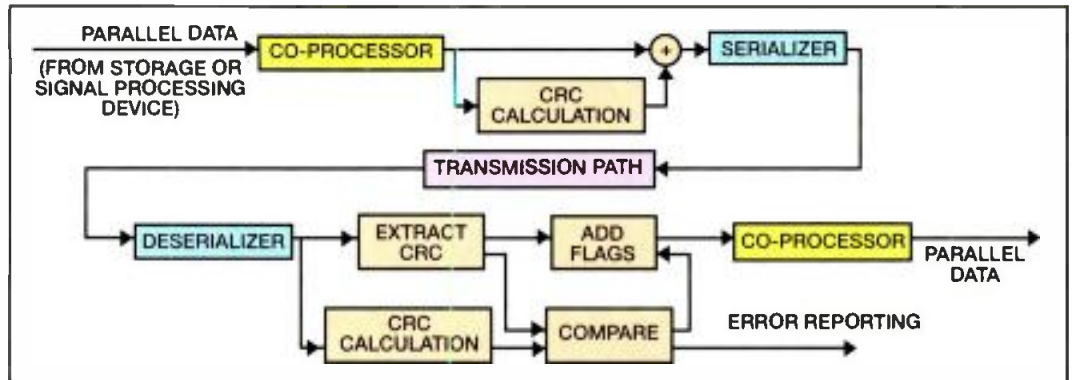 PARALLEL DATA
(FROM STORAGE OR
SIGNAL PROCESSING
DEVICE)
CO-PROCESSOR
+
SERIALIZER
CRC
CALCULATION
TRANSMISSION PATH
DESERIALIZER
EXTRACT
CRC
ADD
FLAGS
CO-PROCESSOR
PARALLEL
DATA
CRC
CALCULATION
COMPARE
ERROR REPORTING